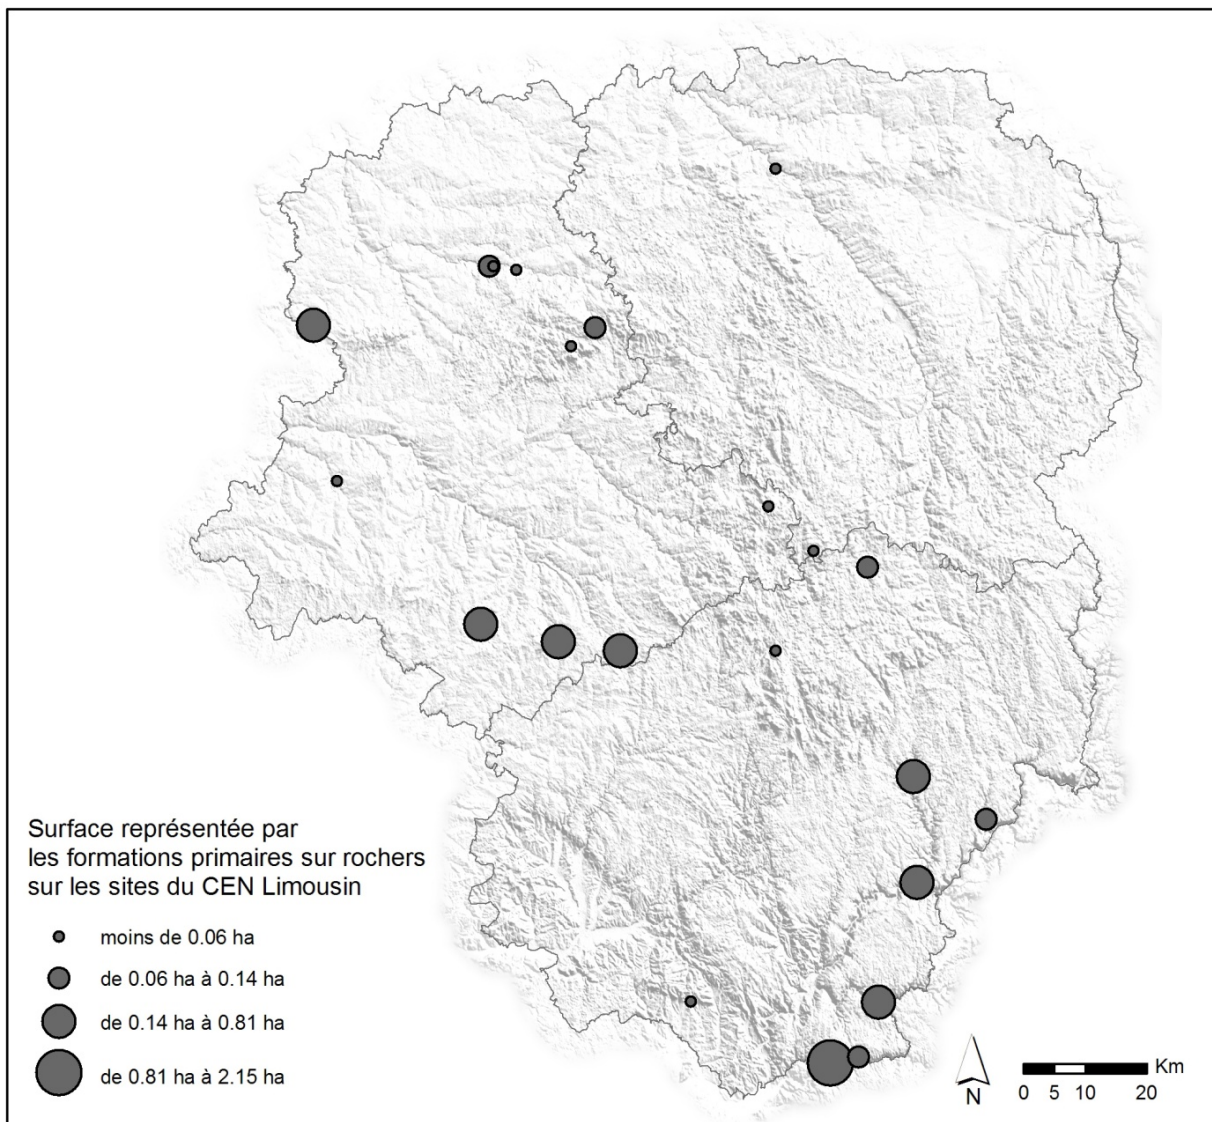 Surface représentée par
les formations primaires sur rochers
sur les sites du CEN Limousin
moins de 0.06 ha
de 0.06 ha à 0.14 ha
de 0.14 ha à 0.81 ha
de 0.81 ha à 2.15 ha
N
Km
0 5 10 20